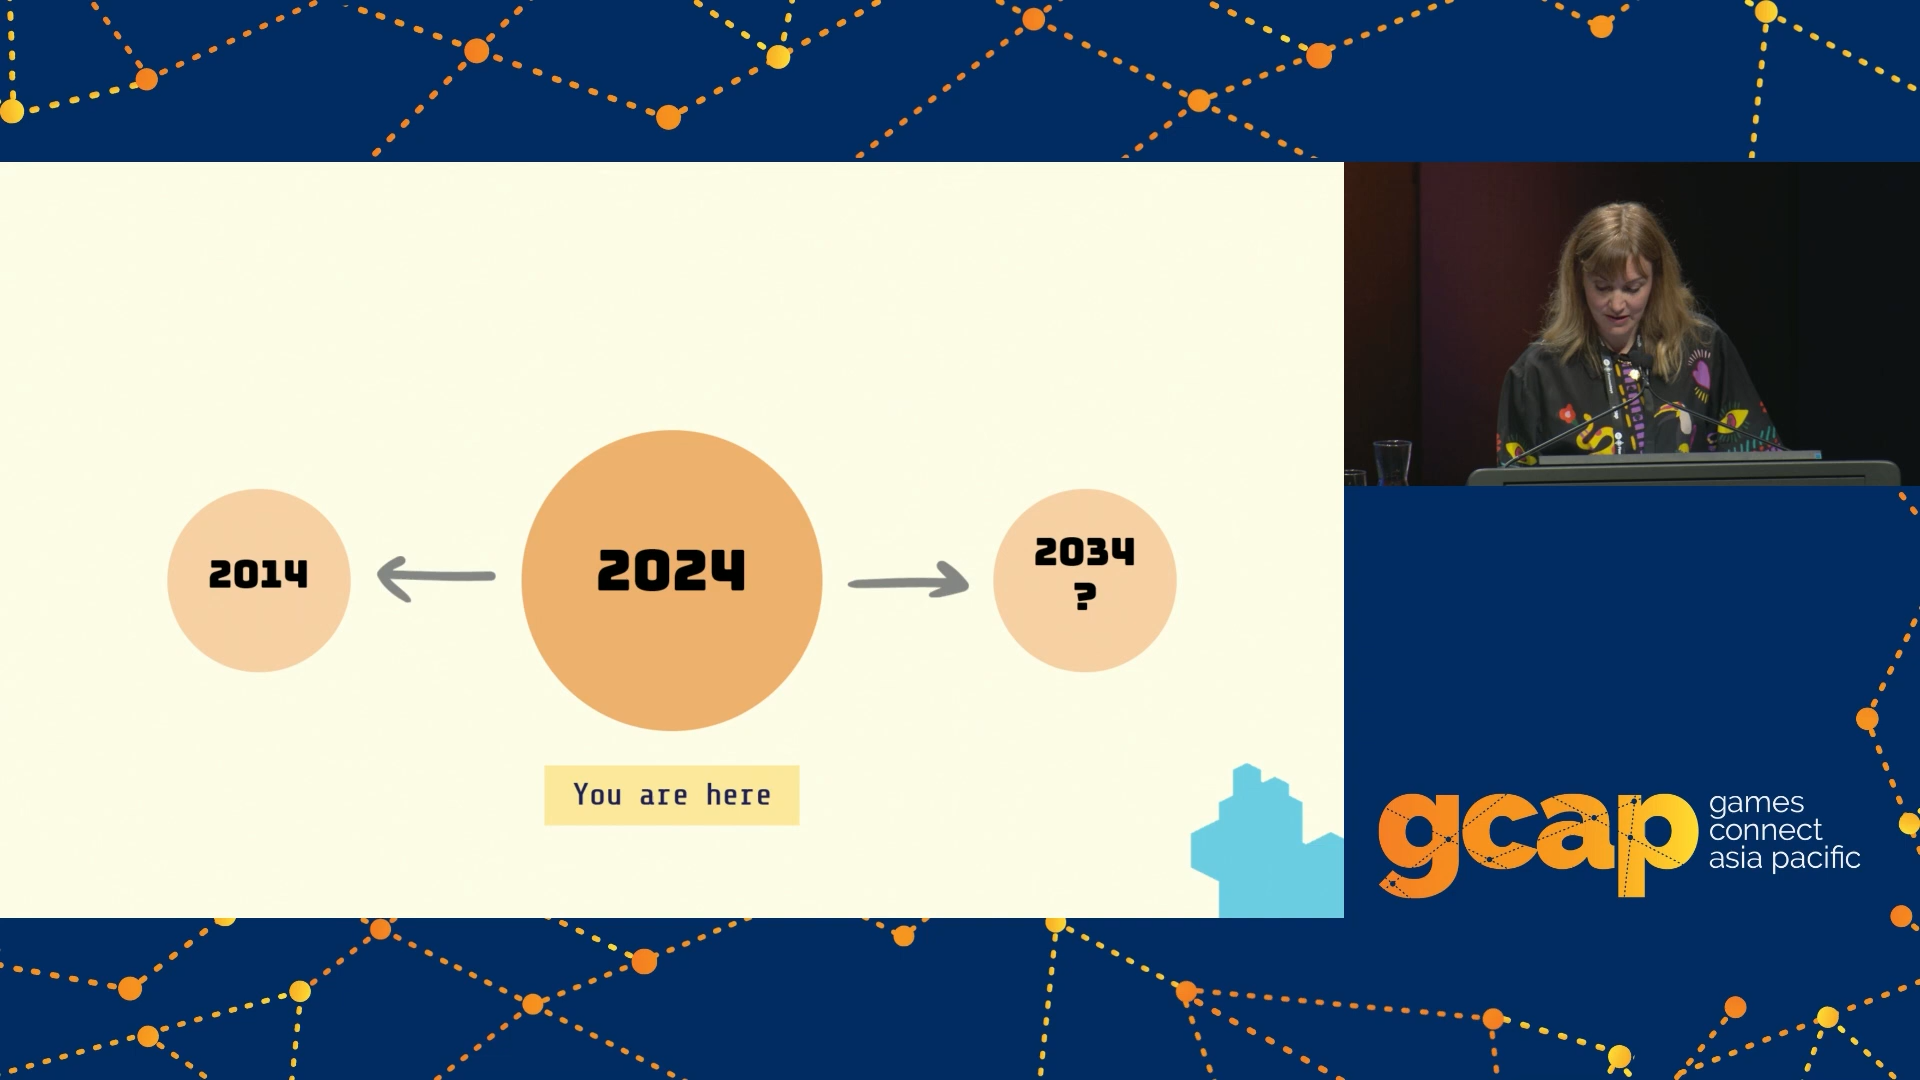 2014
2024
2034
?
You are here
gcap
games
connect
asia pacific